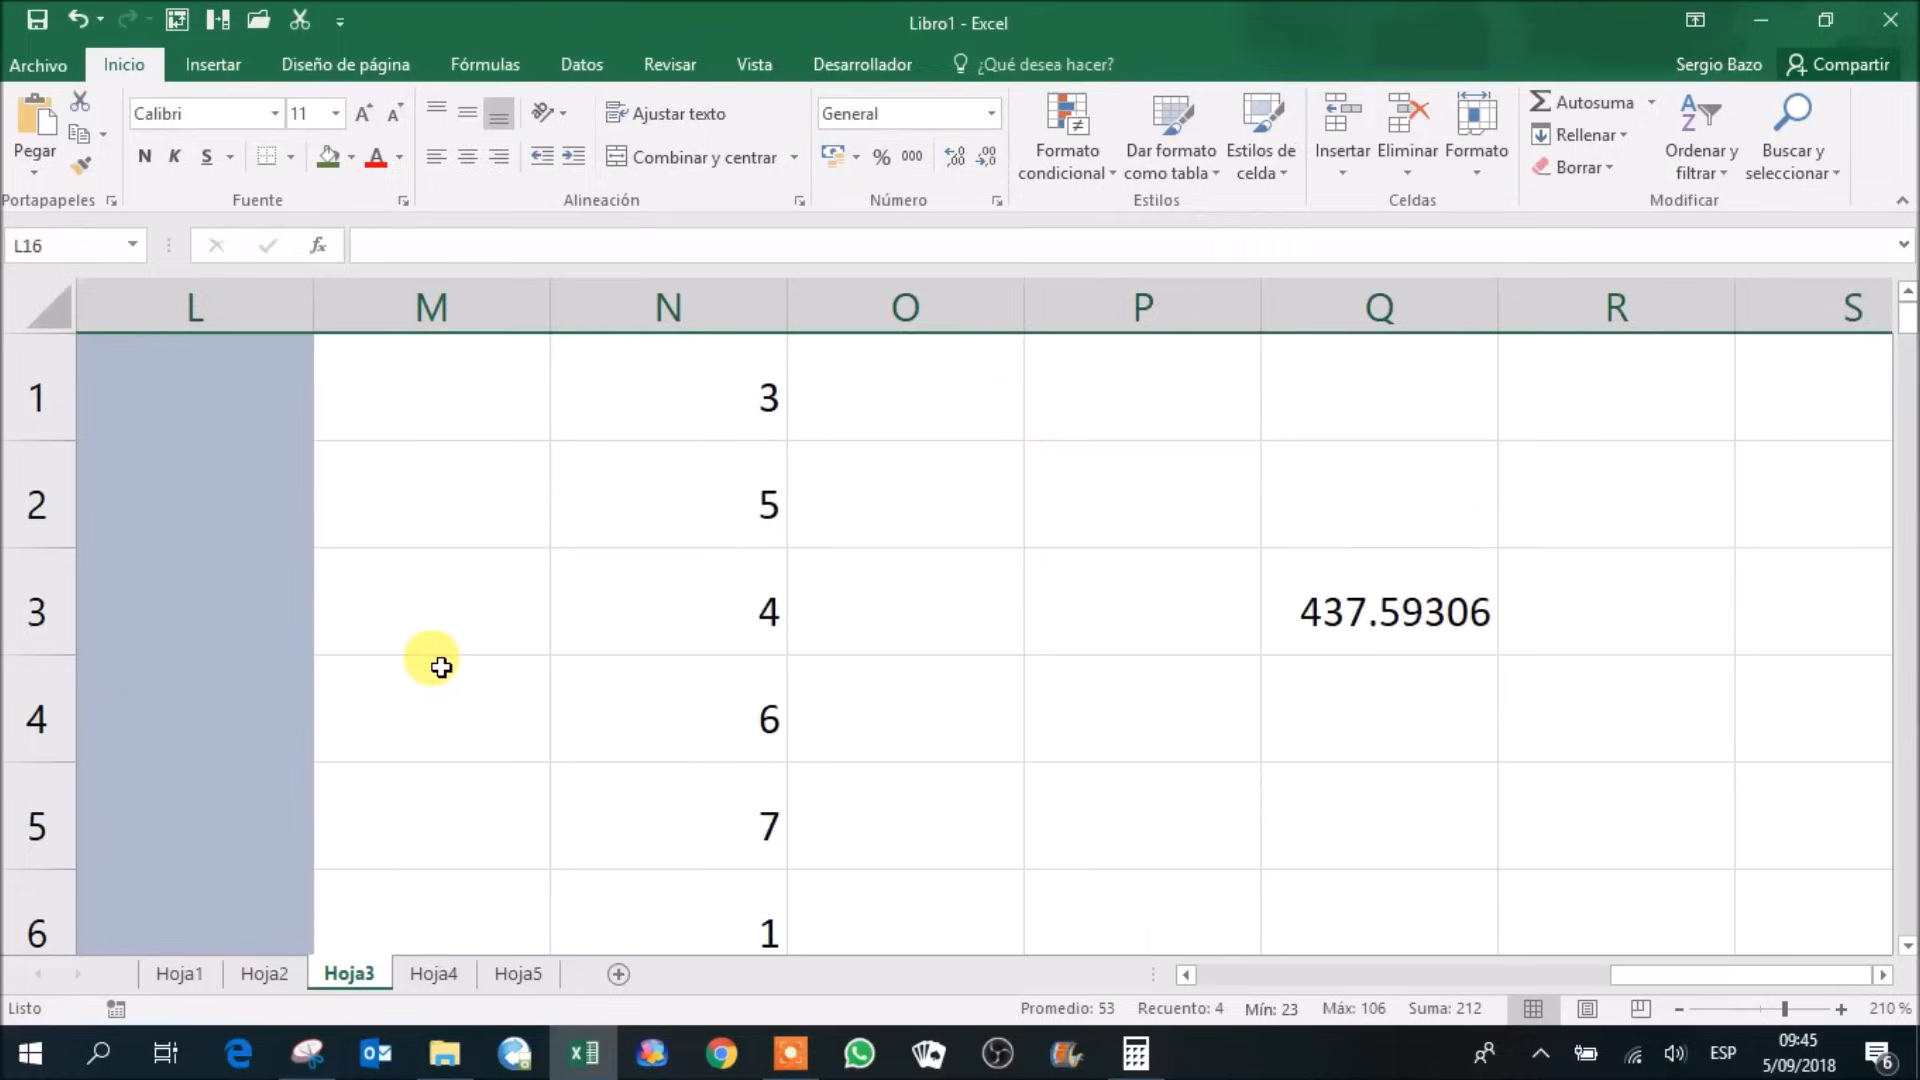 Libro1 - Excel
Archivo Inicio Insertar Diseño de página Fórmulas Datos Revisar Vista Desarrollador ¿Qué desea hacer? Sergio Bazo Compartir
Pegar
Portapapeles
Calibri 11
N K S A
Fuente
Ajustar texto
Combinar y centrar
Alineación
General
% 000
Número
Formato condicional
Dar formato como tabla
Estilos de celda
Estilos
Insertar Eliminar Formato
Celdas
Autosuma
Rellenar
Borrar
Ordenar y filtrar
Buscar y seleccionar
Modificar
L16 fx
L M N O P Q R S
1 3
2 5
3 4 437.59306
4 6
5 7
6 1
Hoja1 Hoja2 Hoja3 Hoja4 Hoja5
Listo Promedio: 53 Recuento: 4 Mín: 23 Máx: 106 Suma: 212 210 %
ESP 09:45
5/09/2018 6